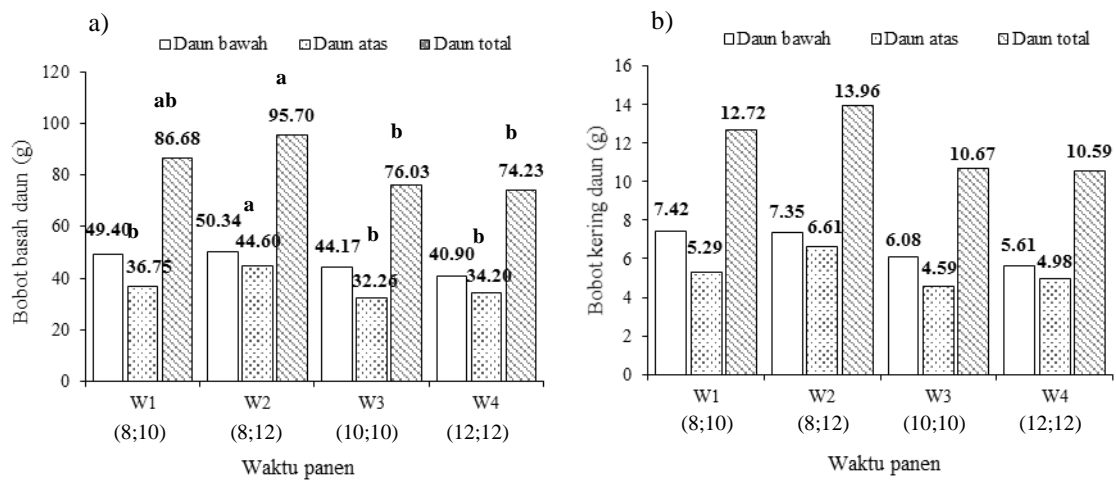 a)
Daun bawah Daun atas Daun total
Bobot basah daun (g)
120
100
80
60
40
20
0
ab
a
b
b
86.68
95.70
76.03
74.23
49.40
b
36.75
50.34
a
44.60
44.17
b
32.26
40.90
b
34.20
W1 W2 W3 W4
(8;10) (8;12) (10;10) (12;12)
Waktu panen
b)
Daun bawah Daun atas Daun total
Bobot kering daun (g)
16
14
12
10
8
6
4
2
0
7.42
5.29
12.72
7.35
6.61
13.96
6.08
4.59
10.67
5.61
4.98
10.59
W1 W2 W3 W4
(8;10) (8;12) (10;10) (12;12)
Waktu panen